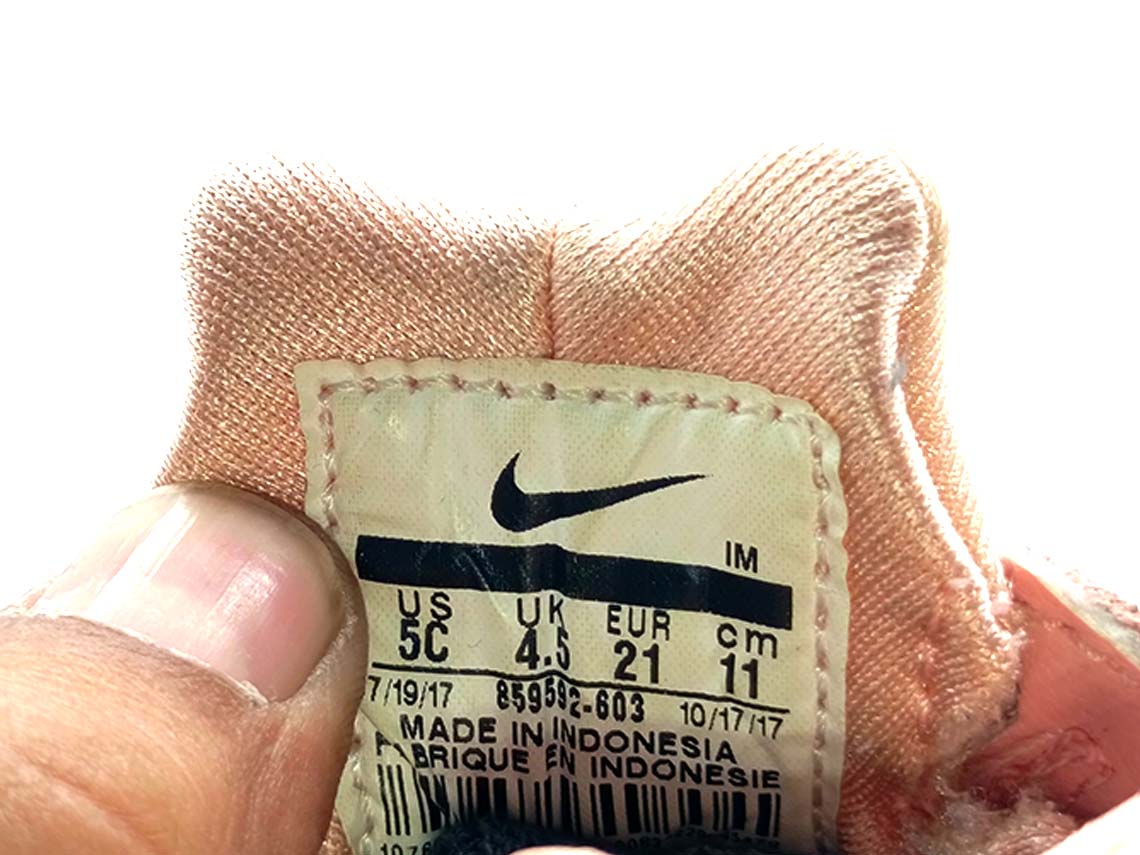 IM
US UK EUR cm
5C 4.5 21 11
7/19/17 859592-603 10/17/17
MADE IN INDONESIA
FABRIQUE EN INDONESIE